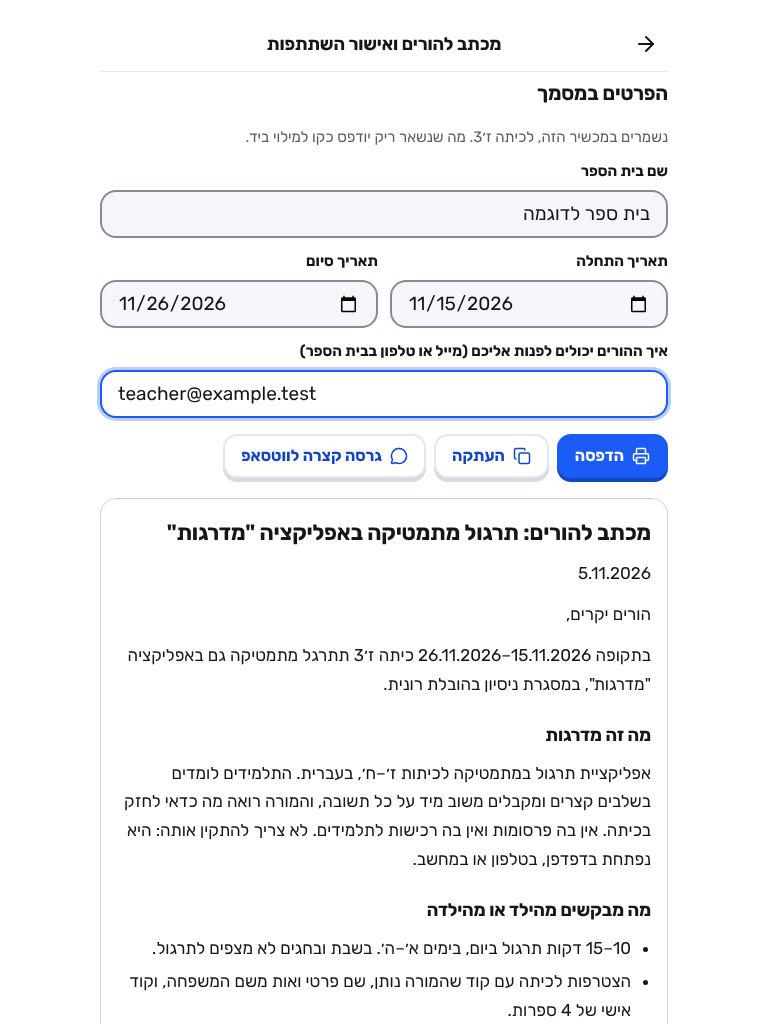 מכתב להורים ואישור השתתפות
הפרטים במסמך
נשמרים במכשיר הזה, לכיתה ז׳3. מה שנשאר ריק יודפס כקו למילוי ביד.
שם בית הספר
בית ספר לדוגמה
תאריך התחלה
תאריך סיום
11/15/2026
11/26/2026
איך ההורים יכולים לפנות אליכם (מייל או טלפון בבית הספר)
teacher@example.test
הדפסה
העתקה
גרסה קצרה לווטסאפ
מכתב להורים: תרגול מתמטיקה באפליקציה "מדרגות"
5.11.2026
הורים יקרים,
בתקופה 15.11.2026–26.11.2026 כיתה ז׳3 תתרגל מתמטיקה גם באפליקציה
"מדרגות", במסגרת ניסיון בהובלת רונית.
מה זה מדרגות
אפליקציית תרגול במתמטיקה לכיתות ז׳–ח׳, בעברית. התלמידים לומדים
בשלבים קצרים ומקבלים משוב מיד על כל תשובה, והמורה רואה מה כדאי לחזק
בכיתה. אין בה פרסומות ואין בה רכישות לתלמידים. לא צריך להתקין אותה: היא
נפתחת בדפדפן, בטלפון או במחשב.
מה מבקשים מהילד או מהילדה
• 10–15 דקות תרגול ביום, בימים א׳–ה׳. בשבת ובחגים לא מצפים לתרגול.
• הצטרפות לכיתה עם קוד שהמורה נותן, שם פרטי ואות משם המשפחה, וקוד
אישי של 4 ספרות.